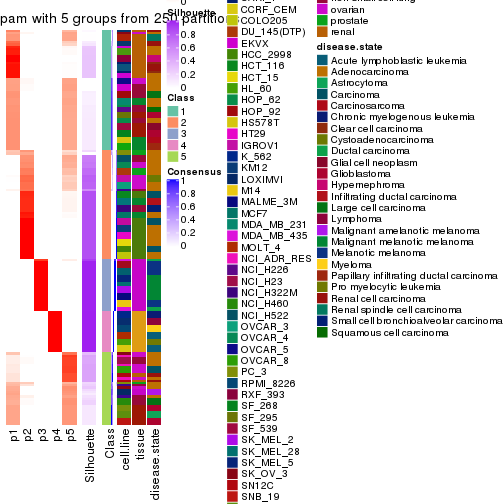 pam with 5 groups from 250 partitions
p1
p2
p3
p4
p5
Silhouette
Class
cell.line
tissue
disease.state
0
Silhouette
1
0.8
0.6
0.4
0.2
0
Class
1
2
3
4
5
Consensus
1
0.8
0.6
0.4
0.2
0
CCRF_CEM
COLO205
DU_145(DTP)
EKVX
HCC_2998
HCT_116
HCT_15
HL_60
HOP_62
HOP_92
HS578T
HT29
IGROV1
K_562
KM12
LOXIMVI
M14
MALME_3M
MCF7
MDA_MB_231
MDA_MB_435
MOLT_4
NCI_ADR_RES
NCI_H226
NCI_H23
NCI_H322M
NCI_H460
NCI_H522
OVCAR_3
OVCAR_4
OVCAR_5
OVCAR_8
PC_3
RPMI_8226
RXF_393
SF_268
SF_295
SF_539
SK_MEL_2
SK_MEL_28
SK_MEL_5
SK_OV_3
SN12C
SNB_19
ovarian
prostate
renal
disease.state
Acute lymphoblastic leukemia
Adenocarcinoma
Astrocytoma
Carcinoma
Carcinosarcoma
Chronic myelogenous leukemia
Clear cell carcinoma
Cystoadenocarcinoma
Ductal carcinoma
Glial cell neoplasm
Glioblastoma
Hypernephroma
Infiltrating ductal carcinoma
Large cell carcinoma
Lymphoma
Malignant amelanotic melanoma
Malignant melanotic melanoma
Melanotic melanoma
Myeloma
Papillary infiltrating ductal carcinoma
Pro myelocytic leukemia
Renal cell carcinoma
Renal spindle cell carcinoma
Small cell bronchioalveolar carcinoma
Squamous cell carcinoma